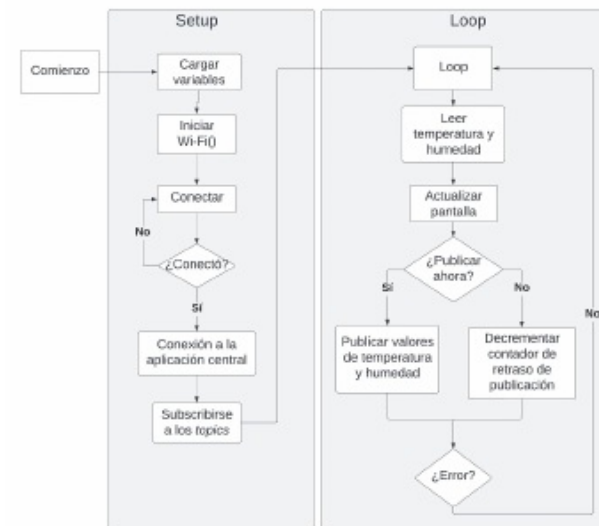 Setup
Loop
Comienzo
Cargar
variables
Iniciar
Wi-Fi()
Conectar
No
¿Conectó?
Sí
Conexión a la
aplicación central
Subscribirse
a los topics
Loop
Leer
temperatura y
humedad
Actualizar
pantalla
¿Publicar
ahora?
Sí
No
Publicar valores
de temperatura
y humedad
Decrementar
contador de
retraso de
publicación
No
¿Error?